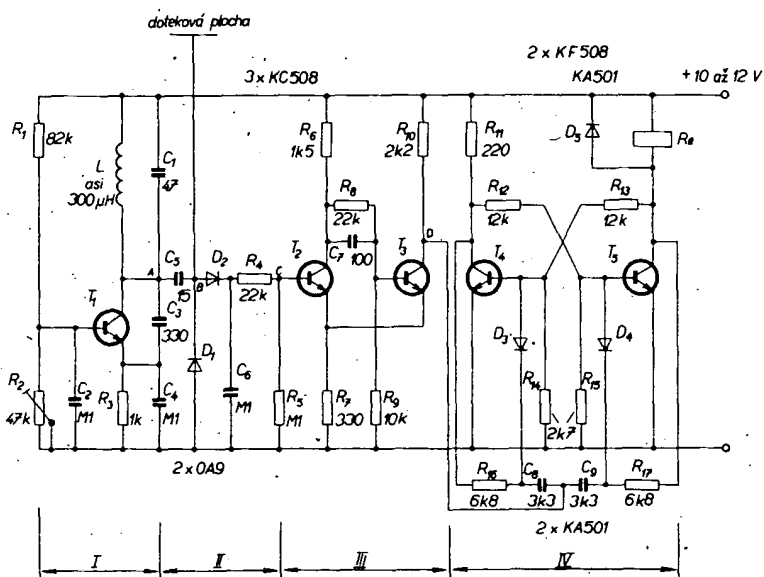 doteková plocha
3 x KC508
2 x KF508
KA501
+10 až 12 V
R1
82k
L
asi
300 µH
C1
47
R6
1k5
R10
2k2
R11
220
D5
Re
R8
22k
R12
12k
R13
12k
A
C5
15
B
D2
R4
22k
C
T2
C7
100
T3
D
T4
T5
T1
C3
330
D1
D3
D4
R2
47k
C2
M1
R3
1k
C4
M1
C6
M1
R5
M1
R7
330
R9
10k
R14
R15
2k7
2 x OA9
R16
6k8
C8
3k3
C9
3k3
R17
6k8
2 x KA501
I
II
III
IV